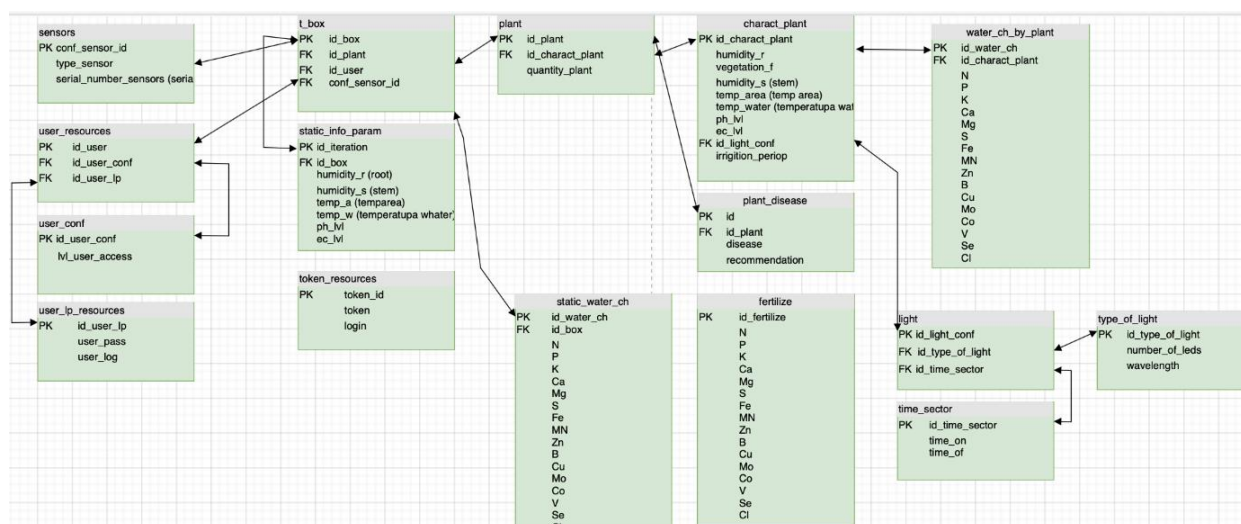 sensors
PK conf_sensor_id
type_sensor
serial_number_sensors (seria
t_box
PK id_box
FK id_plant
FK id_user
FK conf_sensor_id
plant
PK id_plant
FK id_charact_plant
quantity_plant
charact_plant
PK id_charact_plant
humidity_r
vegetation_f
humidity_s (stem)
temp_area (temp area)
temp_water (temperatupa wat
ph_lvl
ec_lvl
FK id_light_conf
irrigition_periop
water_ch_by_plant
PK id_water_ch
FK id_charact_plant
N
P
K
Ca
Mg
S
Fe
MN
Zn
B
Cu
Mo
Co
V
Se
Cl
user_resources
PK id_user
FK id_user_conf
FK id_user_lp
static_info_param
PK id_iteration
FK id_box
humidity_r (root)
humidity_s (stem)
temp_a (temparea)
temp_w (temperatupa whater)
ph_lvl
ec_lvl
plant_disease
PK id
FK id_plant
disease
recommendation
user_conf
PK id_user_conf
lvl_user_access
token_resources
PK token_id
token
login
user_lp_resources
PK id_user_lp
user_pass
user_log
static_water_ch
PK id_water_ch
FK id_box
N
P
K
Ca
Mg
S
Fe
MN
Zn
B
Cu
Mo
Co
V
Se
fertilize
PK id_fertilize
N
P
K
Ca
Mg
S
Fe
MN
Zn
B
Cu
Mo
Co
V
Se
Cl
light
PK id_light_conf
FK id_type_of_light
FK id_time_sector
type_of_light
PK id_type_of_light
number_of_leds
wavelength
time_sector
PK id_time_sector
time_on
time_of